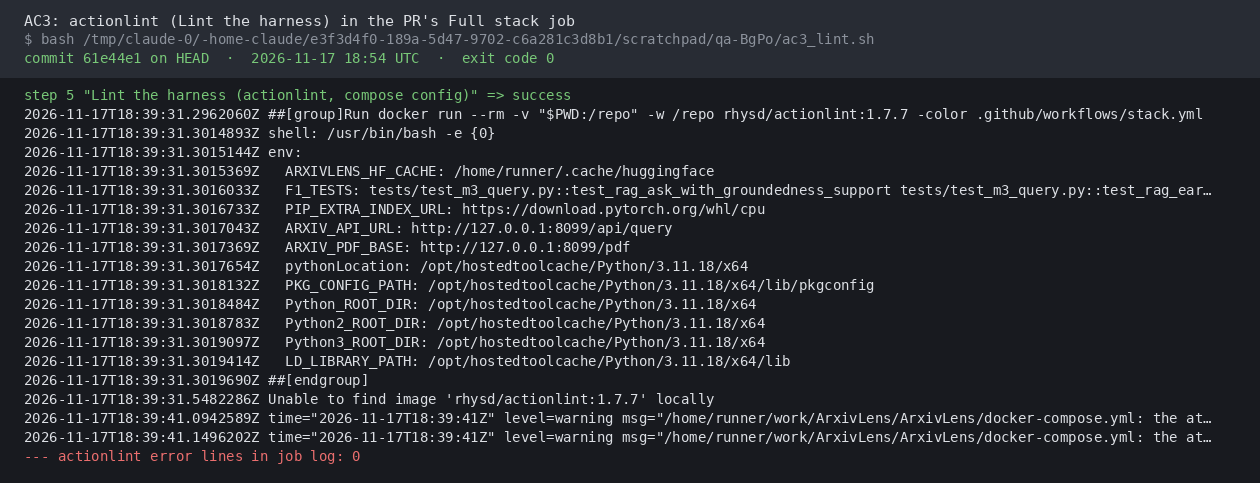 AC3: actionlint (Lint the harness) in the PR's Full stack job
$ bash /tmp/claude-0/-home-claude/e3f3d4f0-189a-5d47-9702-c6a281c3d8b1/scratchpad/qa-BgPo/ac3_lint.sh
commit 61e44e1 on HEAD  ·  2026-11-17 18:54 UTC  ·  exit code 0
step 5 "Lint the harness (actionlint, compose config)" => success
2026-11-17T18:39:31.2962060Z ##[group]Run docker run --rm -v "$PWD:/repo" -w /repo rhysd/actionlint:1.7.7 -color .github/workflows/stack.yml
2026-11-17T18:39:31.3014893Z shell: /usr/bin/bash -e {0}
2026-11-17T18:39:31.3015144Z env:
2026-11-17T18:39:31.3015369Z   ARXIVLENS_HF_CACHE: /home/runner/.cache/huggingface
2026-11-17T18:39:31.3016033Z   F1_TESTS: tests/test_m3_query.py::test_rag_ask_with_groundedness_support tests/test_m3_query.py::test_rag_ear…
2026-11-17T18:39:31.3016733Z   PIP_EXTRA_INDEX_URL: https://download.pytorch.org/whl/cpu
2026-11-17T18:39:31.3017043Z   ARXIV_API_URL: http://127.0.0.1:8099/api/query
2026-11-17T18:39:31.3017369Z   ARXIV_PDF_BASE: http://127.0.0.1:8099/pdf
2026-11-17T18:39:31.3017654Z   pythonLocation: /opt/hostedtoolcache/Python/3.11.18/x64
2026-11-17T18:39:31.3018132Z   PKG_CONFIG_PATH: /opt/hostedtoolcache/Python/3.11.18/x64/lib/pkgconfig
2026-11-17T18:39:31.3018484Z   Python_ROOT_DIR: /opt/hostedtoolcache/Python/3.11.18/x64
2026-11-17T18:39:31.3018783Z   Python2_ROOT_DIR: /opt/hostedtoolcache/Python/3.11.18/x64
2026-11-17T18:39:31.3019097Z   Python3_ROOT_DIR: /opt/hostedtoolcache/Python/3.11.18/x64
2026-11-17T18:39:31.3019414Z   LD_LIBRARY_PATH: /opt/hostedtoolcache/Python/3.11.18/x64/lib
2026-11-17T18:39:31.3019690Z ##[endgroup]
2026-11-17T18:39:31.5482286Z Unable to find image 'rhysd/actionlint:1.7.7' locally
2026-11-17T18:39:41.0942589Z time="2026-11-17T18:39:41Z" level=warning msg="/home/runner/work/ArxivLens/ArxivLens/docker-compose.yml: the at…
2026-11-17T18:39:41.1496202Z time="2026-11-17T18:39:41Z" level=warning msg="/home/runner/work/ArxivLens/ArxivLens/docker-compose.yml: the at…
--- actionlint error lines in job log: 0